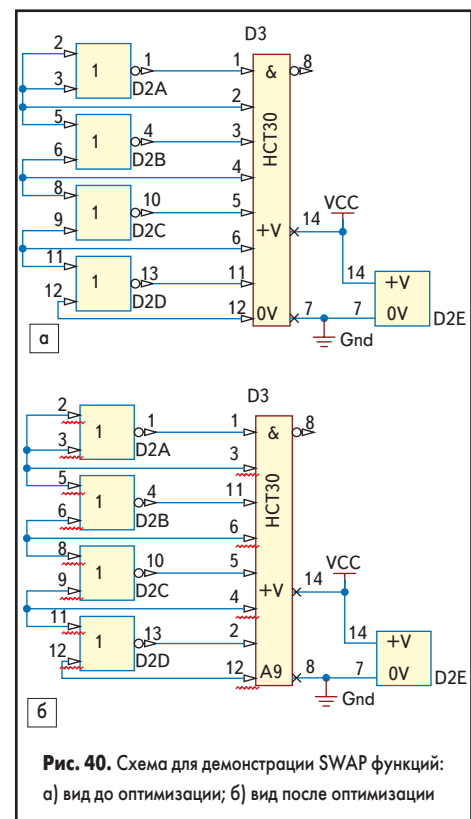 D3
2
3
1
1
D2A
1
&
8
2
5
6
1
4
D2B
3
HCT30
4
8
9
1
10
D2C
5
6
+V
14
VCC
11
12
1
13
D2D
11
12
0V
7
Gnd
14
7
+V
0V
D2E
а
D3
2
3
1
1
D2A
1
&
8
3
5
6
1
4
D2B
11
HCT30
6
8
9
1
10
D2C
5
4
+V
14
VCC
11
12
1
13
D2D
2
12
A9
8
Gnd
14
7
+V
0V
D2E
б
Рис. 40. Схема для демонстрации SWAP функций:
а) вид до оптимизации; б) вид после оптимизации